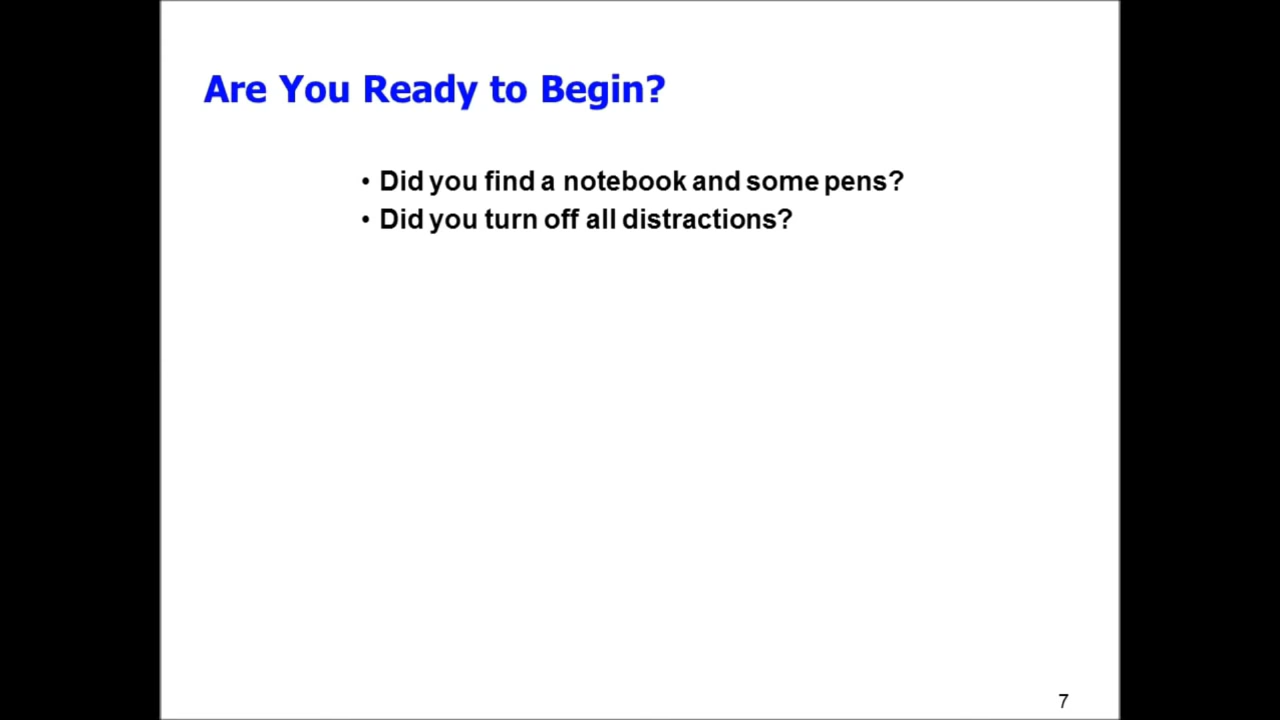 Are You Ready to Begin?
• Did you find a notebook and some pens?
• Did you turn off all distractions?
7